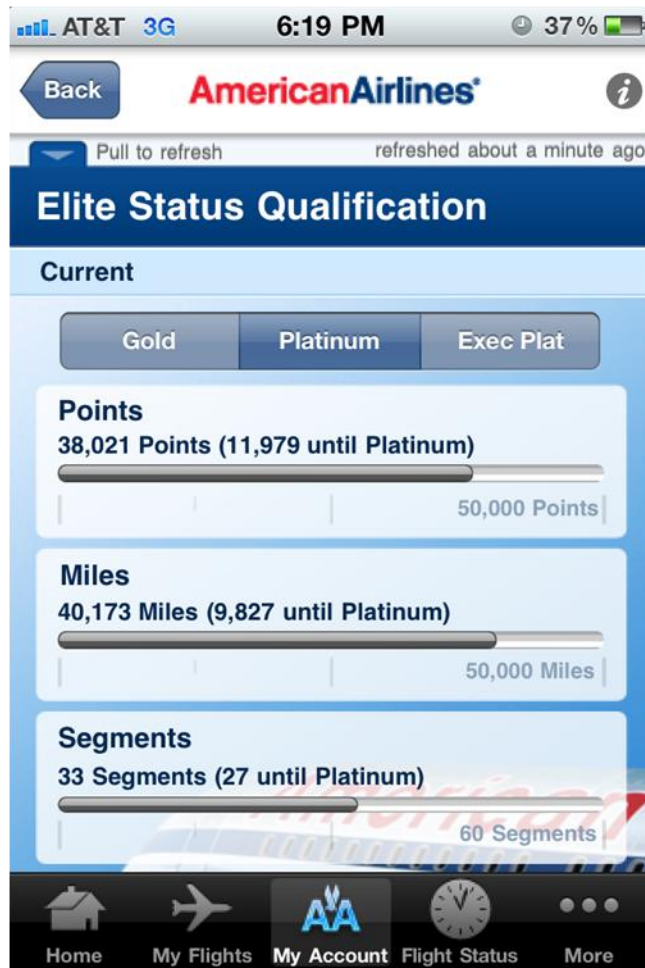 AT&T 3G 6:19 PM 37%
Back AmericanAirlines®
Pull to refresh refreshed about a minute ago
Elite Status Qualification
Current
Gold Platinum Exec Plat
Points
38,021 Points (11,979 until Platinum)
50,000 Points
Miles
40,173 Miles (9,827 until Platinum)
50,000 Miles
Segments
33 Segments (27 until Platinum)
American
60 Segments
AA
Home My Flights My Account Flight Status More